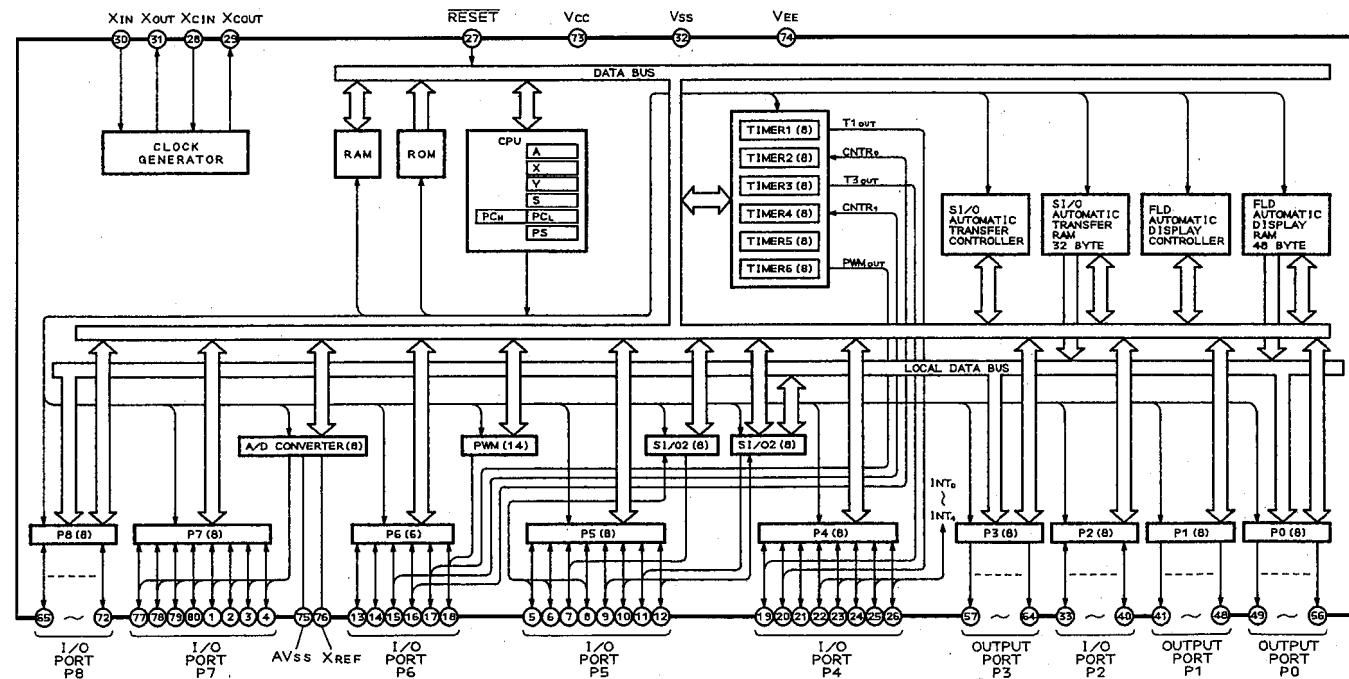 XIN XOUT XCIN XCOUT RESET VCC VSS VEE
30 31 28 29 27 73 32 74
DATA BUS
CLOCK
GENERATOR
RAM
ROM
CPU
A
X
Y
S
PCH PCL
PS
TIMER1 (8)
TIMER2 (8)
TIMER3 (8)
TIMER4 (8)
TIMER5 (8)
TIMER6 (8)
T1OUT
CNTR0
T3OUT
CNTR1
PWMOUT
SI/O
AUTOMATIC
TRANSFER
CONTROLLER
SI/O
AUTOMATIC
TRANSFER
RAM
32 BYTE
FLD
AUTOMATIC
DISPLAY
CONTROLLER
FLD
AUTOMATIC
DISPLAY
RAM
48 BYTE
LOCAL DATA BUS
A/D CONVERTER(8)
PWM (14)
SI/O2 (8)
SI/O2 (8)
INT0
~
INT4
P8 (8)
P7 (8)
P6 (6)
P5 (8)
P4 (8)
P3 (8)
P2 (8)
P1 (8)
P0 (8)
65 ~ 72
77 78 79 80 1 2 3 4
75 76
13 14 15 16 17 18
5 6 7 8 9 10 11 12
19 20 21 22 23 24 25 26
57 ~ 64
33 ~ 40
41 ~ 48
49 ~ 56
I/O
PORT
P8
I/O
PORT
P7
AVSS XREF
I/O
PORT
P6
I/O
PORT
P5
I/O
PORT
P4
OUTPUT
PORT
P3
I/O
PORT
P2
OUTPUT
PORT
P1
OUTPUT
PORT
P0